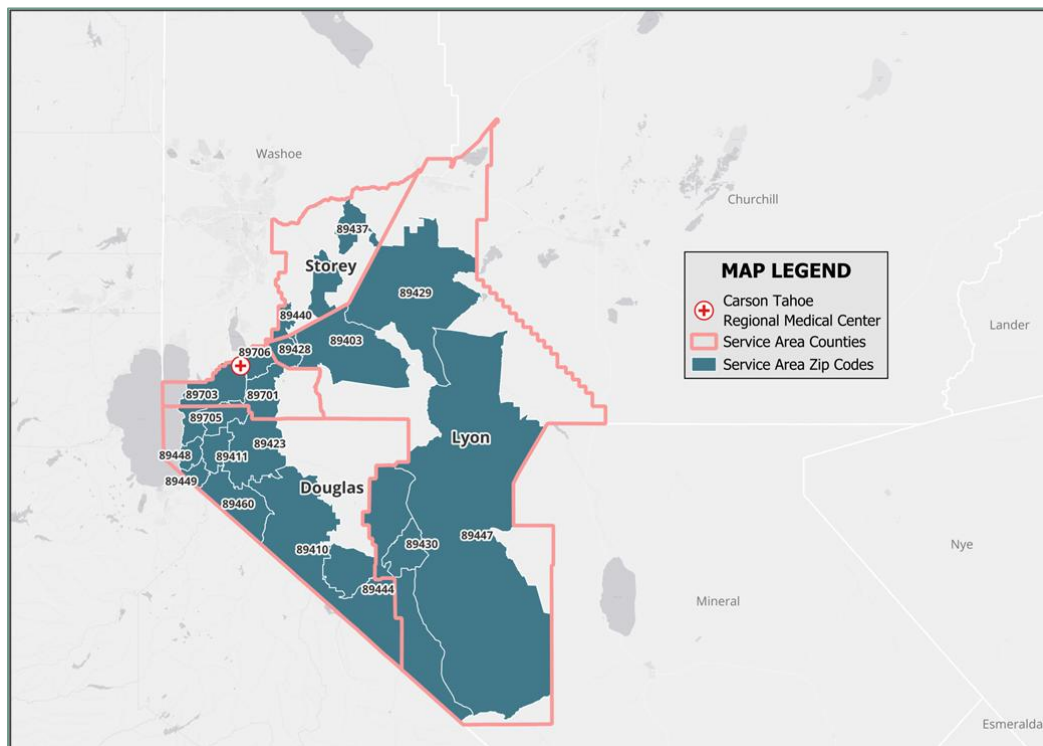 Washoe
Churchill
89437
Storey
MAP LEGEND
89429
Carson Tahoe
Regional Medical Center
89440
Service Area Counties
Lander
89403
89428
89706
Service Area Zip Codes
89703
89701
89705
Lyon
89423
89448
89411
89449
Douglas
89460
89447
89430
Nye
89410
89444
Mineral
Esmeralda